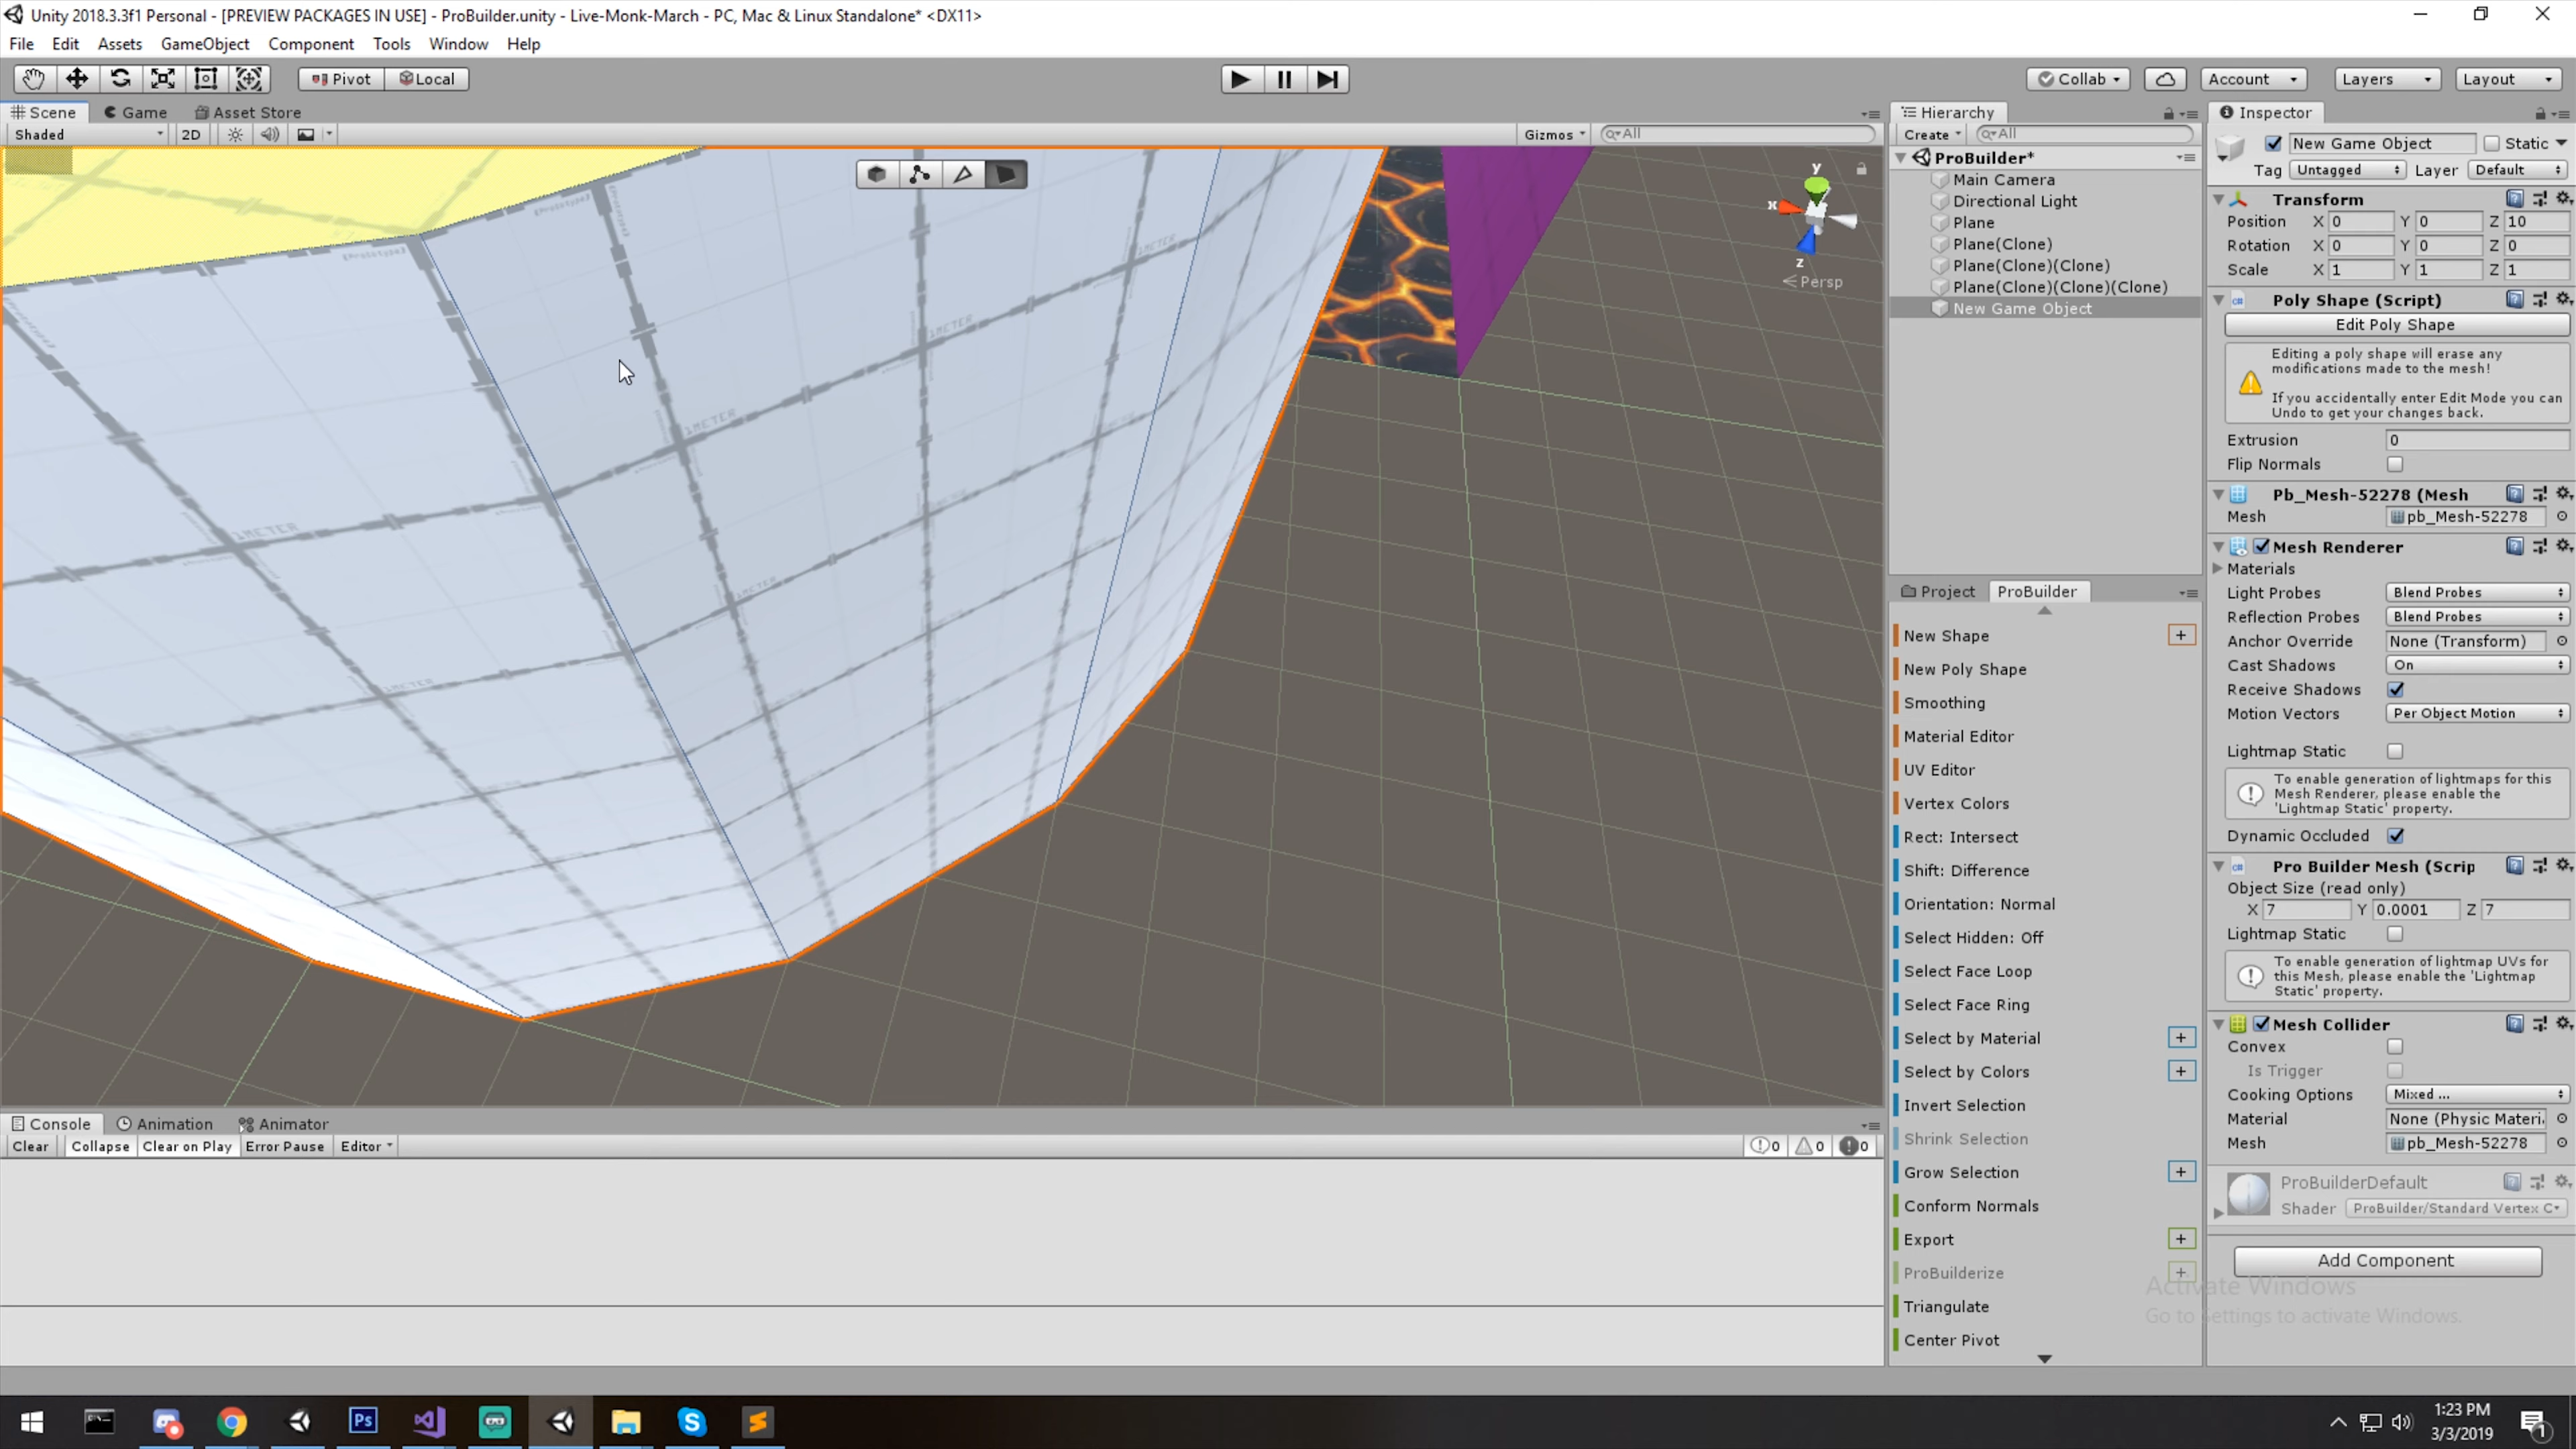 Unity 2018.3.3f1 Personal - [PREVIEW PACKAGES IN USE] - ProBuilder.unity - Live-Monk-March - PC, Mac & Linux Standalone* <DX11>
File Edit Assets GameObject Component Tools Window Help
Pivot Local Collab Account Layers Layout
Scene Game Asset Store
Shaded 2D Gizmos All
y
x
z
Persp
1METER
1METER
1METER
1METER
1METER
1METER
1METER
Hierarchy
Create All
ProBuilder*
Main Camera
Directional Light
Plane
Plane(Clone)
Plane(Clone)(Clone)
Plane(Clone)(Clone)(Clone)
New Game Object
Project ProBuilder
New Shape +
New Poly Shape
Smoothing
Material Editor
UV Editor
Vertex Colors
Rect: Intersect
Shift: Difference
Orientation: Normal
Select Hidden: Off
Select Face Loop
Select Face Ring
Select by Material +
Select by Colors +
Invert Selection
Shrink Selection
Grow Selection +
Conform Normals
Export +
ProBuilderize +
Triangulate
Center Pivot
Inspector
New Game Object Static
Tag Untagged Layer Default
Transform
Position X 0 Y 0 Z 10
Rotation X 0 Y 0 Z 0
Scale X 1 Y 1 Z 1
Poly Shape (Script)
Edit Poly Shape
Editing a poly shape will erase any
modifications made to the mesh!
If you accidentally enter Edit Mode you can
Undo to get your changes back.
Extrusion 0
Flip Normals
Pb_Mesh-52278 (Mesh
Mesh pb_Mesh-52278
Mesh Renderer
Materials
Light Probes Blend Probes
Reflection Probes Blend Probes
Anchor Override None (Transform)
Cast Shadows On
Receive Shadows
Motion Vectors Per Object Motion
Lightmap Static
To enable generation of lightmaps for this
Mesh Renderer, please enable the
'Lightmap Static' property.
Dynamic Occluded
Pro Builder Mesh (Scrip
Object Size (read only)
X 7 Y 0.0001 Z 7
Lightmap Static
To enable generation of lightmap UVs for
this Mesh, please enable the 'Lightmap
Static' property.
Mesh Collider
Convex
Is Trigger
Cooking Options Mixed ...
Material None (Physic Materi
Mesh pb_Mesh-52278
ProBuilderDefault
Shader ProBuilder/Standard Vertex C
Add Component
Activate Windows
Go to Settings to activate Windows.
Console Animation Animator
Clear Collapse Clear on Play Error Pause Editor 0 0 0
Ps
1:23 PM
3/3/2019
1